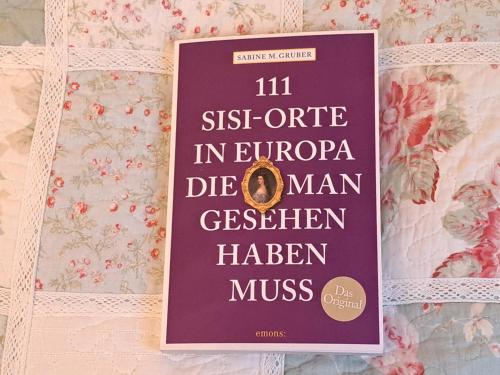 SABINE M. GRUBER
111
SISI-ORTE
IN EUROPA
DIE MAN
GESEHEN
HABEN
MUSS
Das
Original
emons: